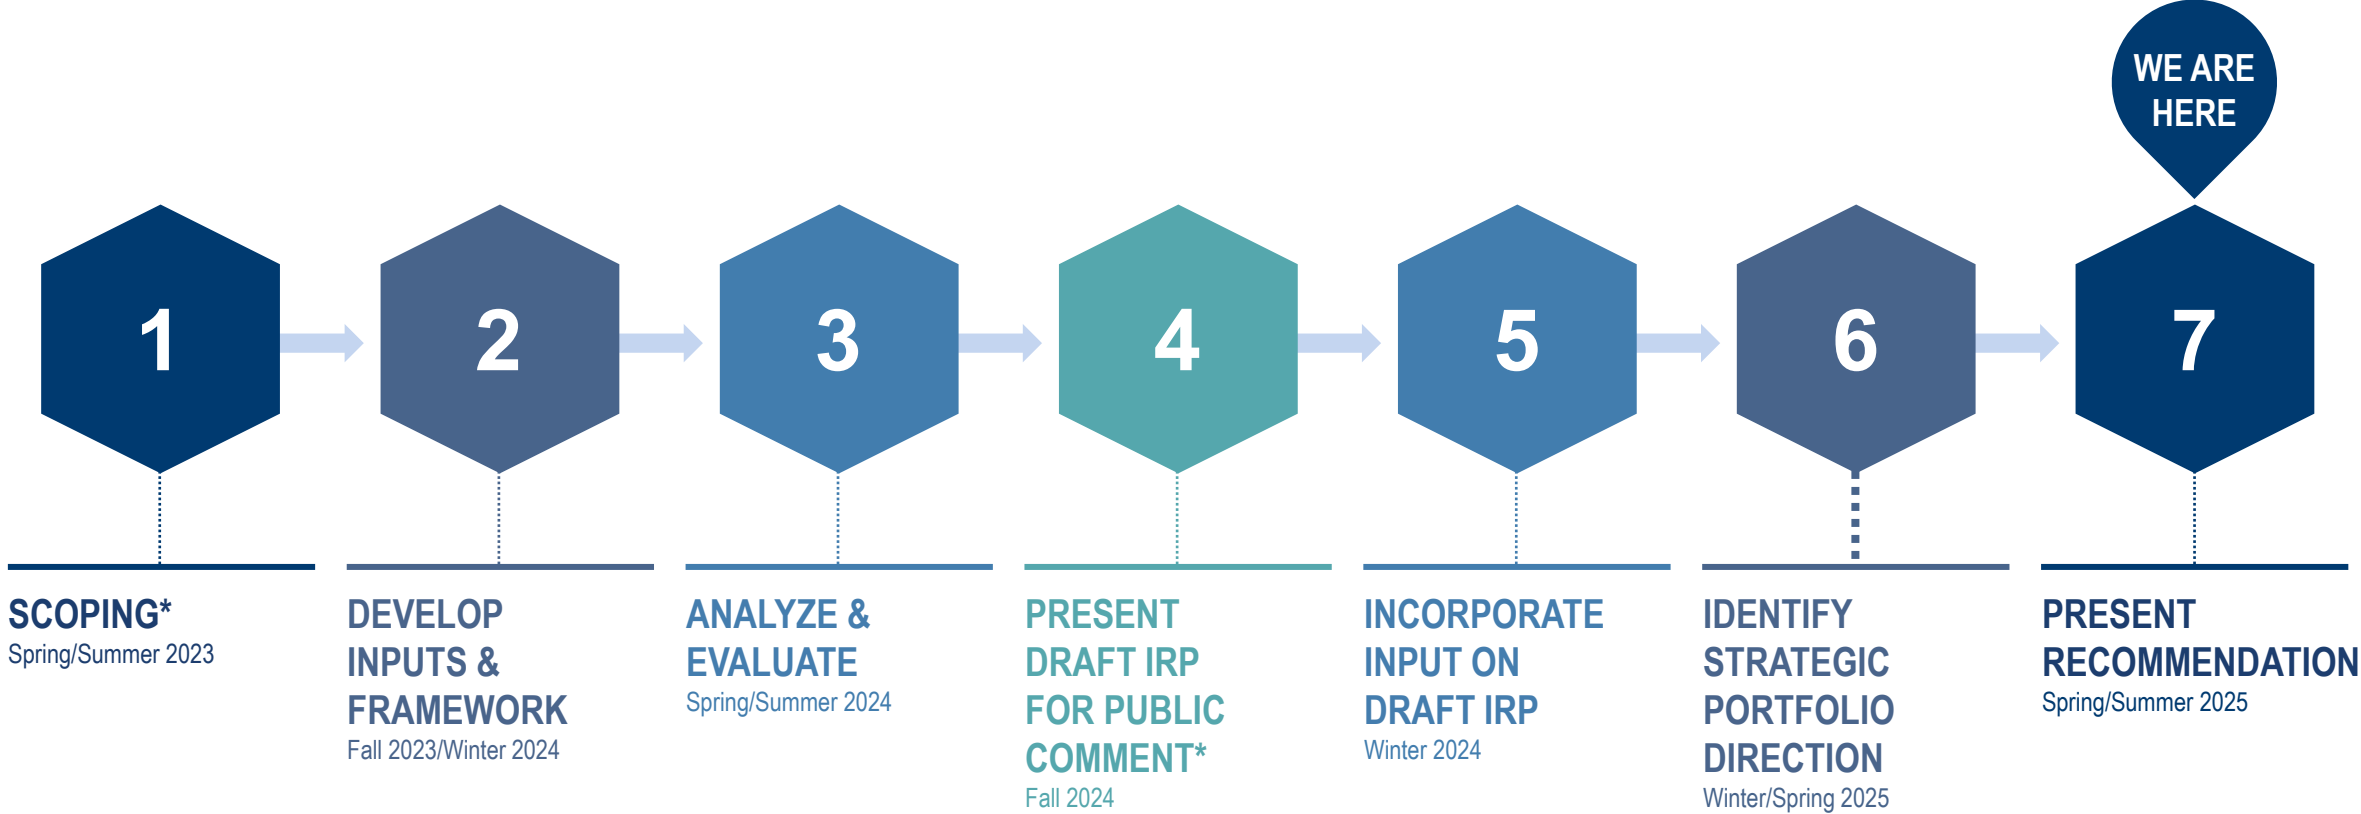 WE ARE
HERE
1
2
3
4
5
6
7
SCOPING*
Spring/Summer 2023
DEVELOP
INPUTS &
FRAMEWORK
Fall 2023/Winter 2024
ANALYZE &
EVALUATE
Spring/Summer 2024
PRESENT
DRAFT IRP
FOR PUBLIC
COMMENT*
Fall 2024
INCORPORATE
INPUT ON
DRAFT IRP
Winter 2024
IDENTIFY
STRATEGIC
PORTFOLIO
DIRECTION
Winter/Spring 2025
PRESENT
RECOMMENDATION
Spring/Summer 2025